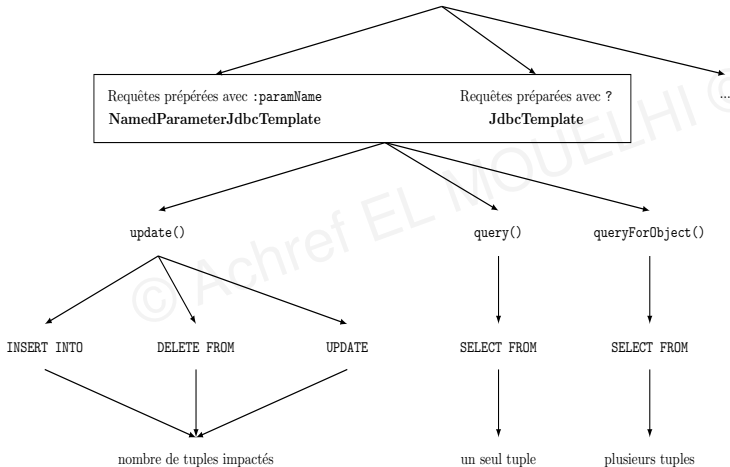 Requêtes prépérées avec :paramName
NamedParameterJdbcTemplate
Requêtes préparées avec ?
JdbcTemplate
...
© Achref EL MOUELHI ©
update()
query()
queryForObject()
INSERT INTO
DELETE FROM
UPDATE
SELECT FROM
SELECT FROM
nombre de tuples impactés
un seul tuple
plusieurs tuples